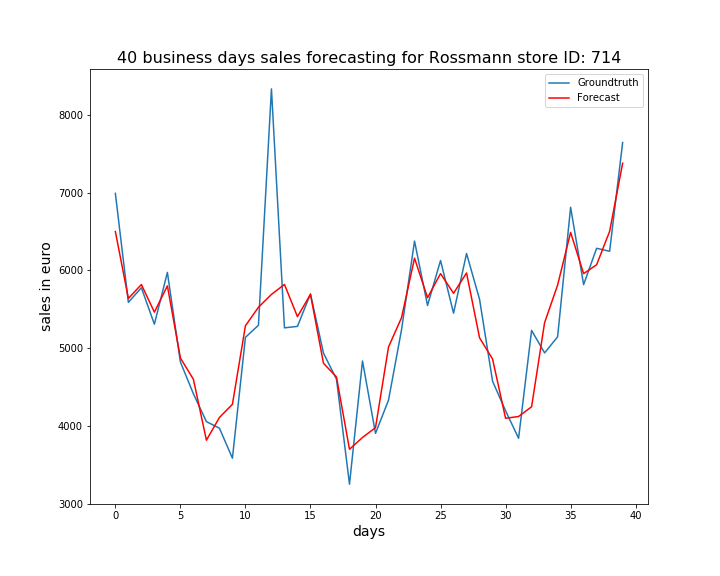 40 business days sales forecasting for Rossmann store ID: 714
Groundtruth
Forecast
sales in euro
8000
7000
6000
5000
4000
3000
0 5 10 15 20 25 30 35 40
days